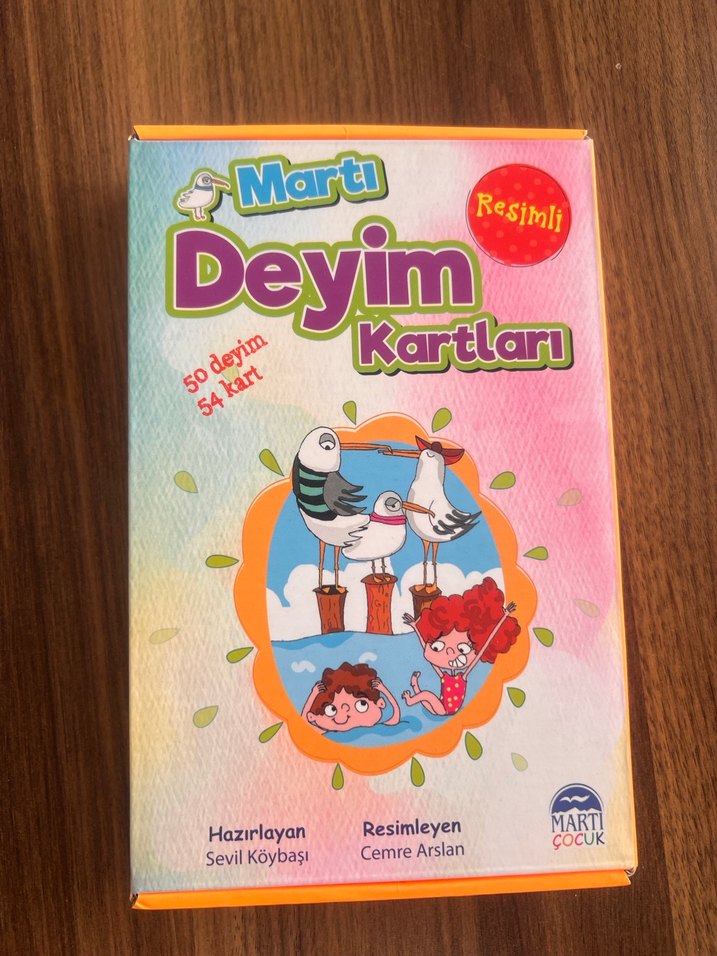 Martı
Resimli
Deyim
Kartları
50 deyim
54 kart
Hazırlayan
Sevil Köybaşı
Resimleyen
Cemre Arslan
MARTI
ÇOCUK